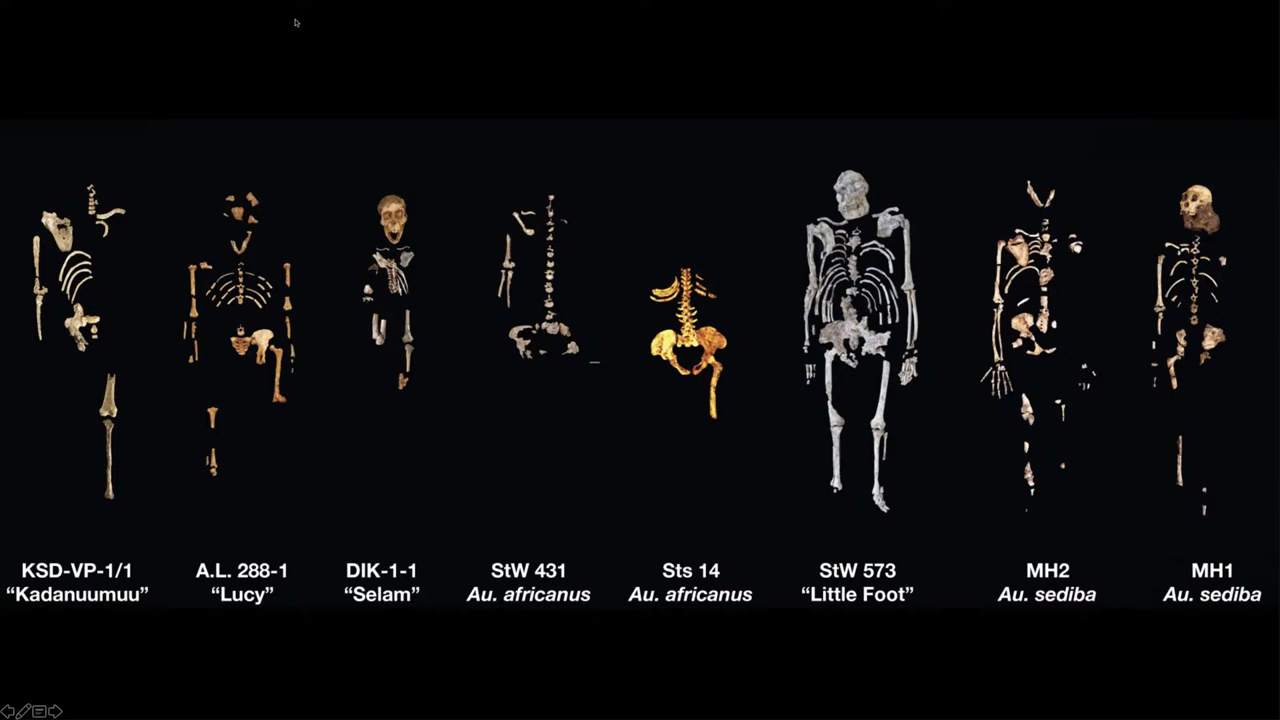 KSD-VP-1/1
“Kadanuumuu”
A.L. 288-1
“Lucy”
DIK-1-1
“Selam”
StW 431
Au. africanus
Sts 14
Au. africanus
StW 573
“Little Foot”
MH2
Au. sediba
MH1
Au. sediba